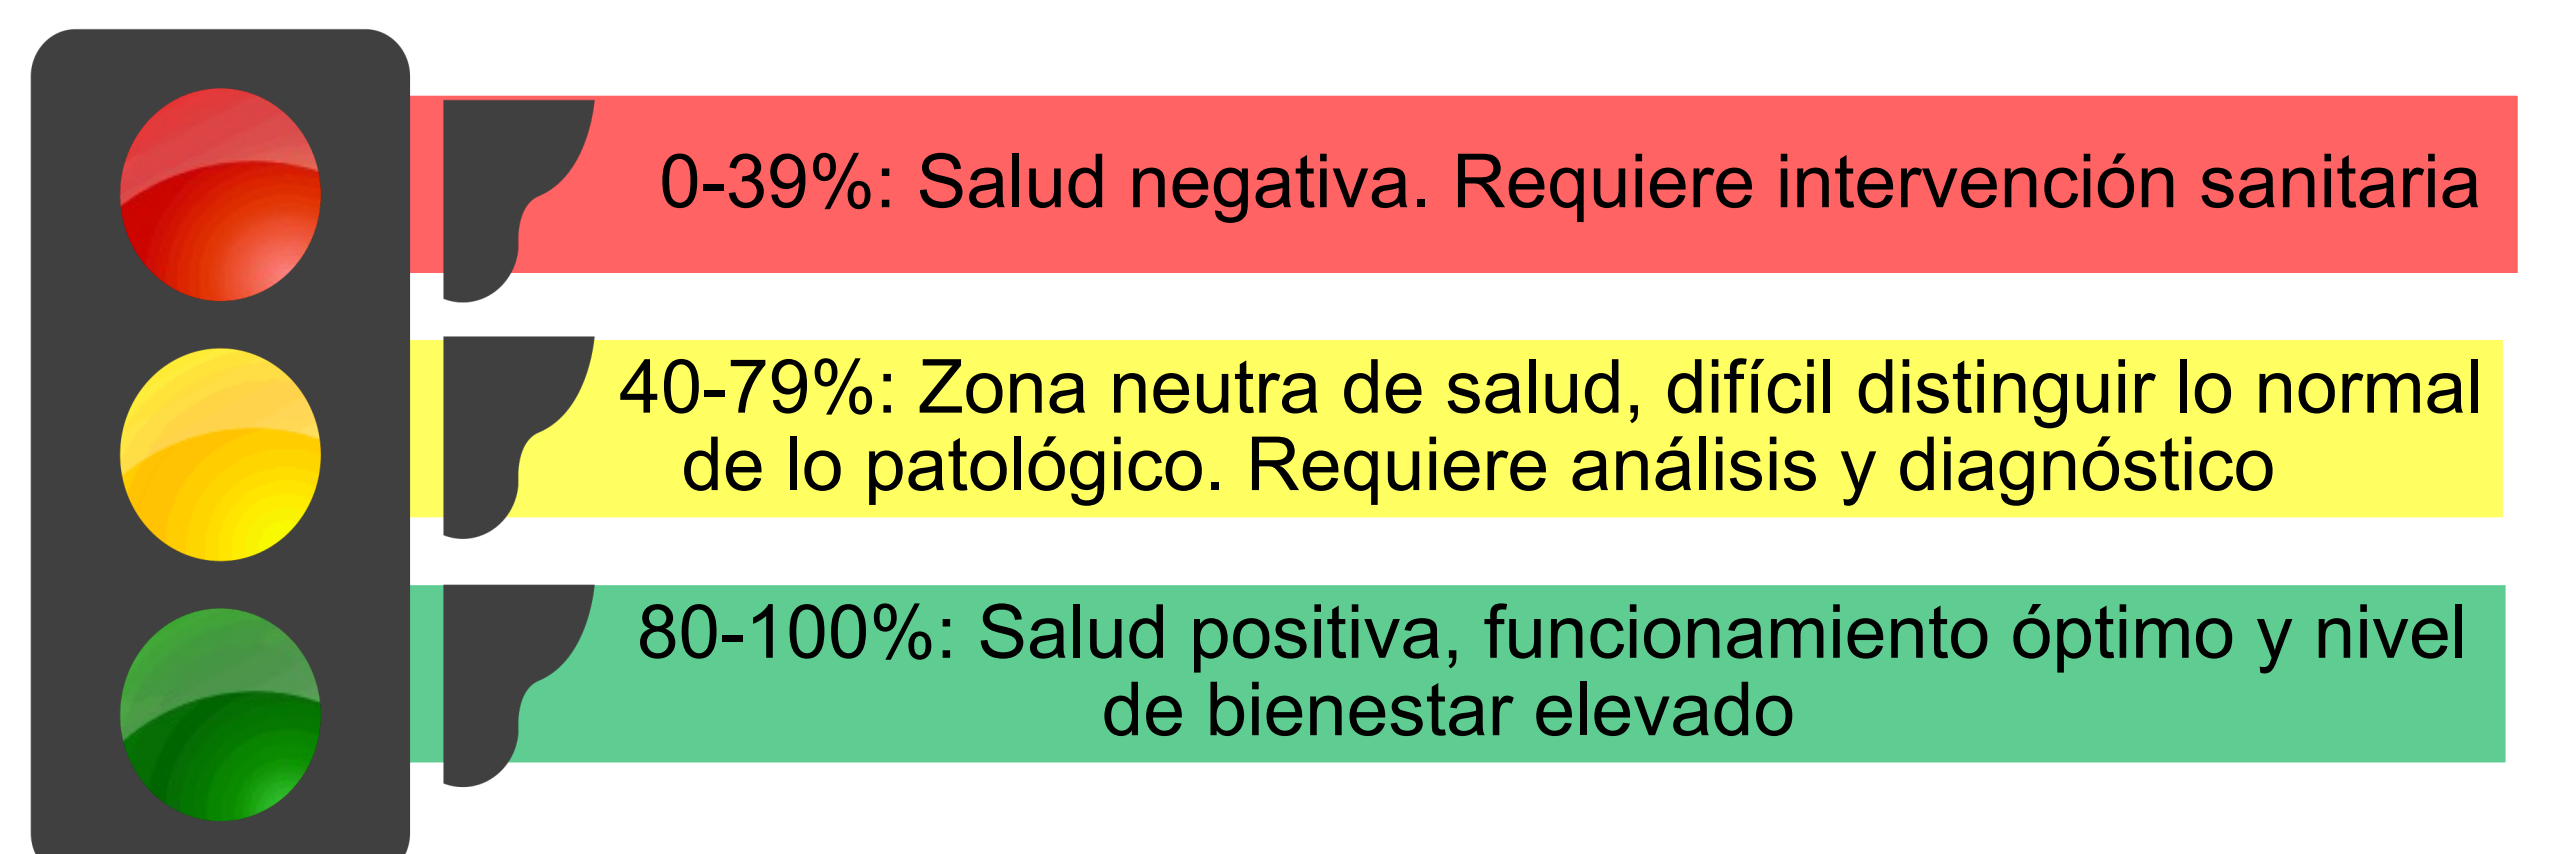 0-39%: Salud negativa. Requiere intervención sanitaria
40-79%: Zona neutra de salud, difícil distinguir lo normal
de lo patológico. Requiere análisis y diagnóstico
80-100%: Salud positiva, funcionamiento óptimo y nivel
de bienestar elevado